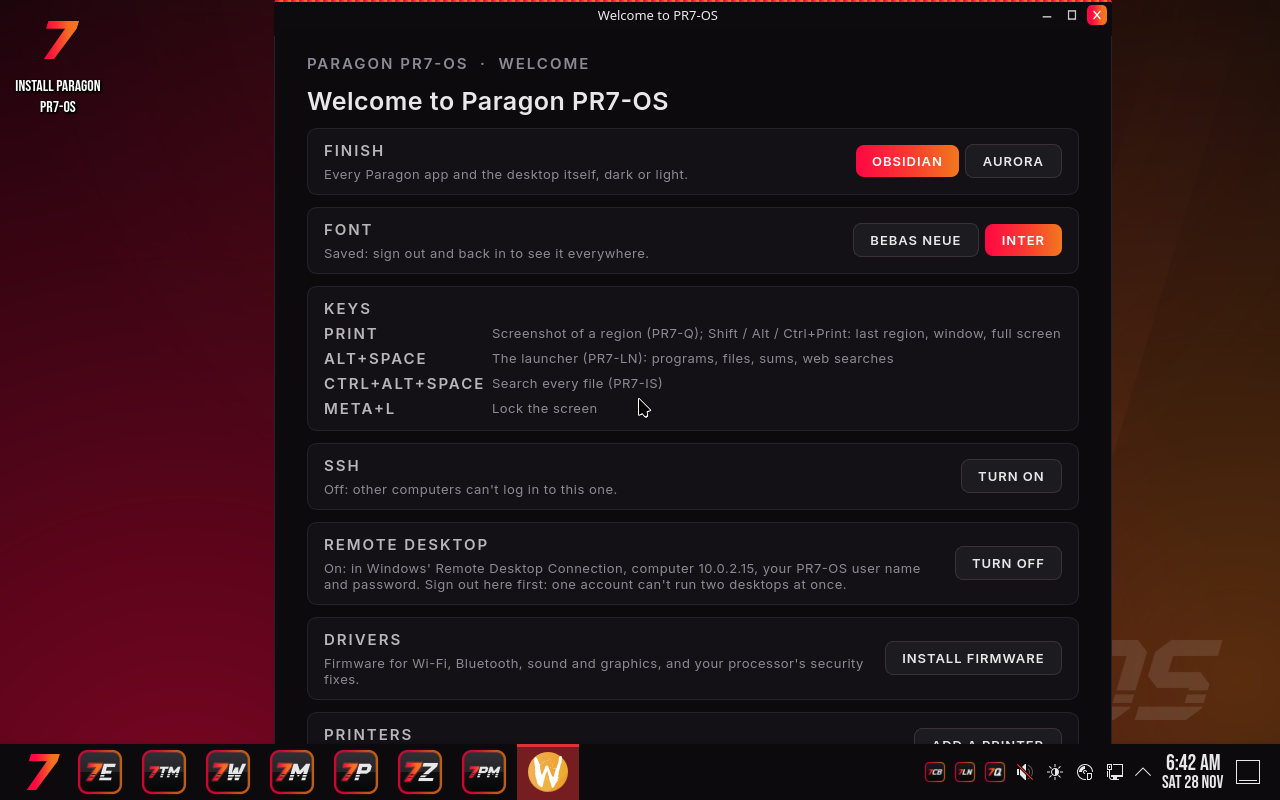 Welcome to PR7-OS
7
INSTALL PARAGON
PR7-OS
PARAGON PR7-OS · WELCOME
Welcome to Paragon PR7-OS
FINISH
Every Paragon app and the desktop itself, dark or light.
OBSIDIAN
AURORA
FONT
Saved: sign out and back in to see it everywhere.
BEBAS NEUE
INTER
KEYS
PRINT Screenshot of a region (PR7-Q); Shift / Alt / Ctrl+Print: last region, window, full screen
ALT+SPACE The launcher (PR7-LN): programs, files, sums, web searches
CTRL+ALT+SPACE Search every file (PR7-IS)
META+L Lock the screen
SSH
Off: other computers can't log in to this one.
TURN ON
REMOTE DESKTOP
On: in Windows' Remote Desktop Connection, computer 10.0.2.15, your PR7-OS user name
and password. Sign out here first: one account can't run two desktops at once.
TURN OFF
DRIVERS
Firmware for Wi-Fi, Bluetooth, sound and graphics, and your processor's security
fixes.
INSTALL FIRMWARE
OS
PRINTERS
ADD A PRINTER
7 7E 7TM 7W 7M 7P 7Z 7PM W
7CB 7LN 7Q
6:42 AM
SAT 28 NOV